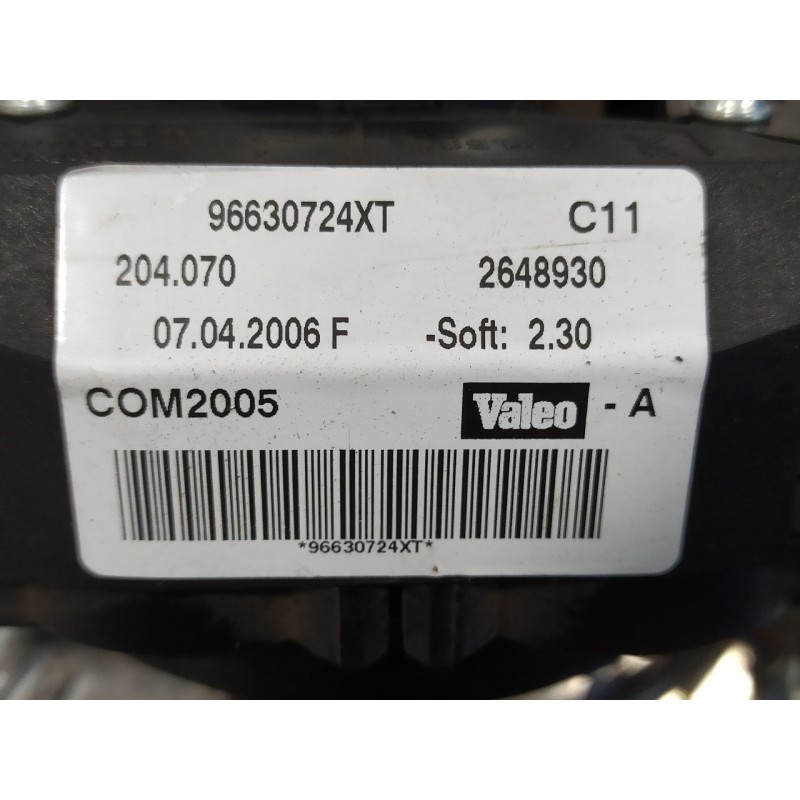 96630724XT C11
204.070 2648930
07.04.2006 F -Soft: 2.30
COM2005 Valeo - A
*96630724XT*